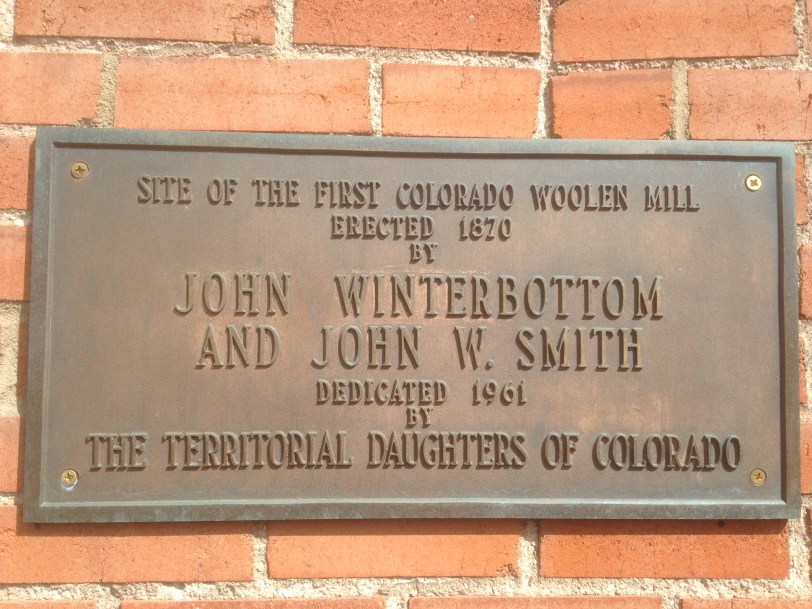 SITE OF THE FIRST COLORADO WOOLEN MILL
ERECTED 1870
BY
JOHN WINTERBOTTOM
AND JOHN W. SMITH
DEDICATED 1961
BY
THE TERRITORIAL DAUGHTERS OF COLORADO